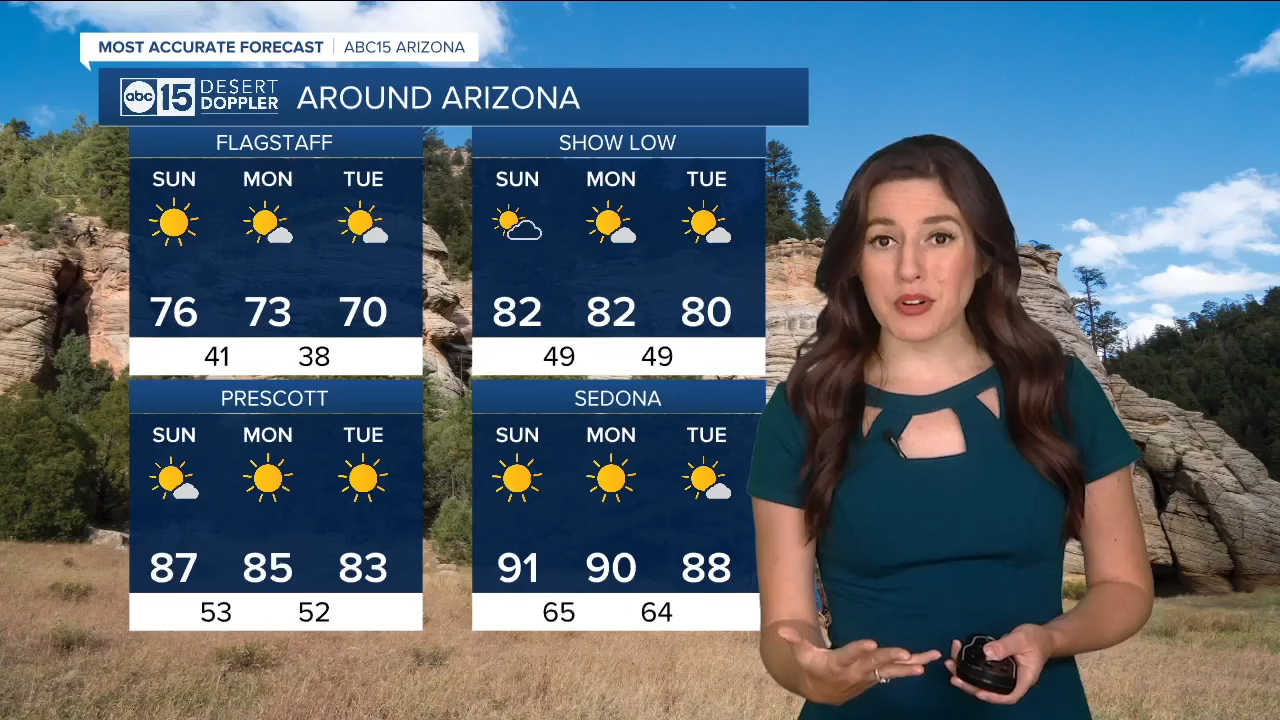 MOST ACCURATE FORECAST | ABC15 ARIZONA
abc 15 DESERT DOPPLER AROUND ARIZONA
FLAGSTAFF
SUN MON TUE
76 73 70
41 38
SHOW LOW
SUN MON TUE
82 82 80
49 49
PRESCOTT
SUN MON TUE
87 85 83
53 52
SEDONA
SUN MON TUE
91 90 88
65 64